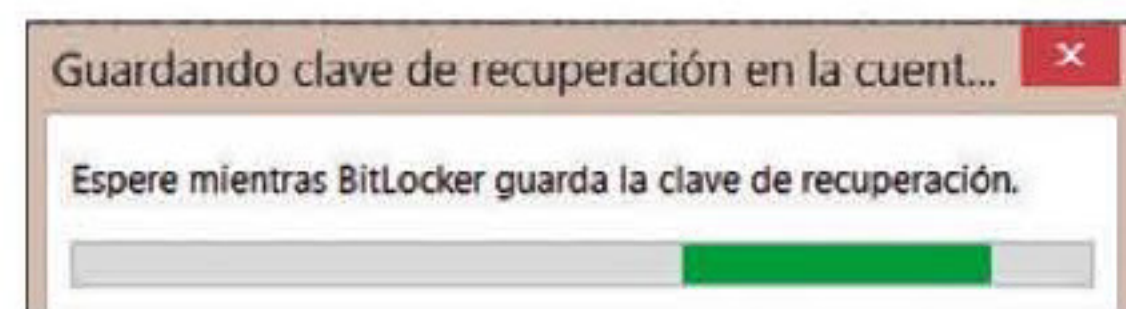 Guardando clave de recuperación en la cuent...
Espere mientras BitLocker guarda la clave de recuperación.